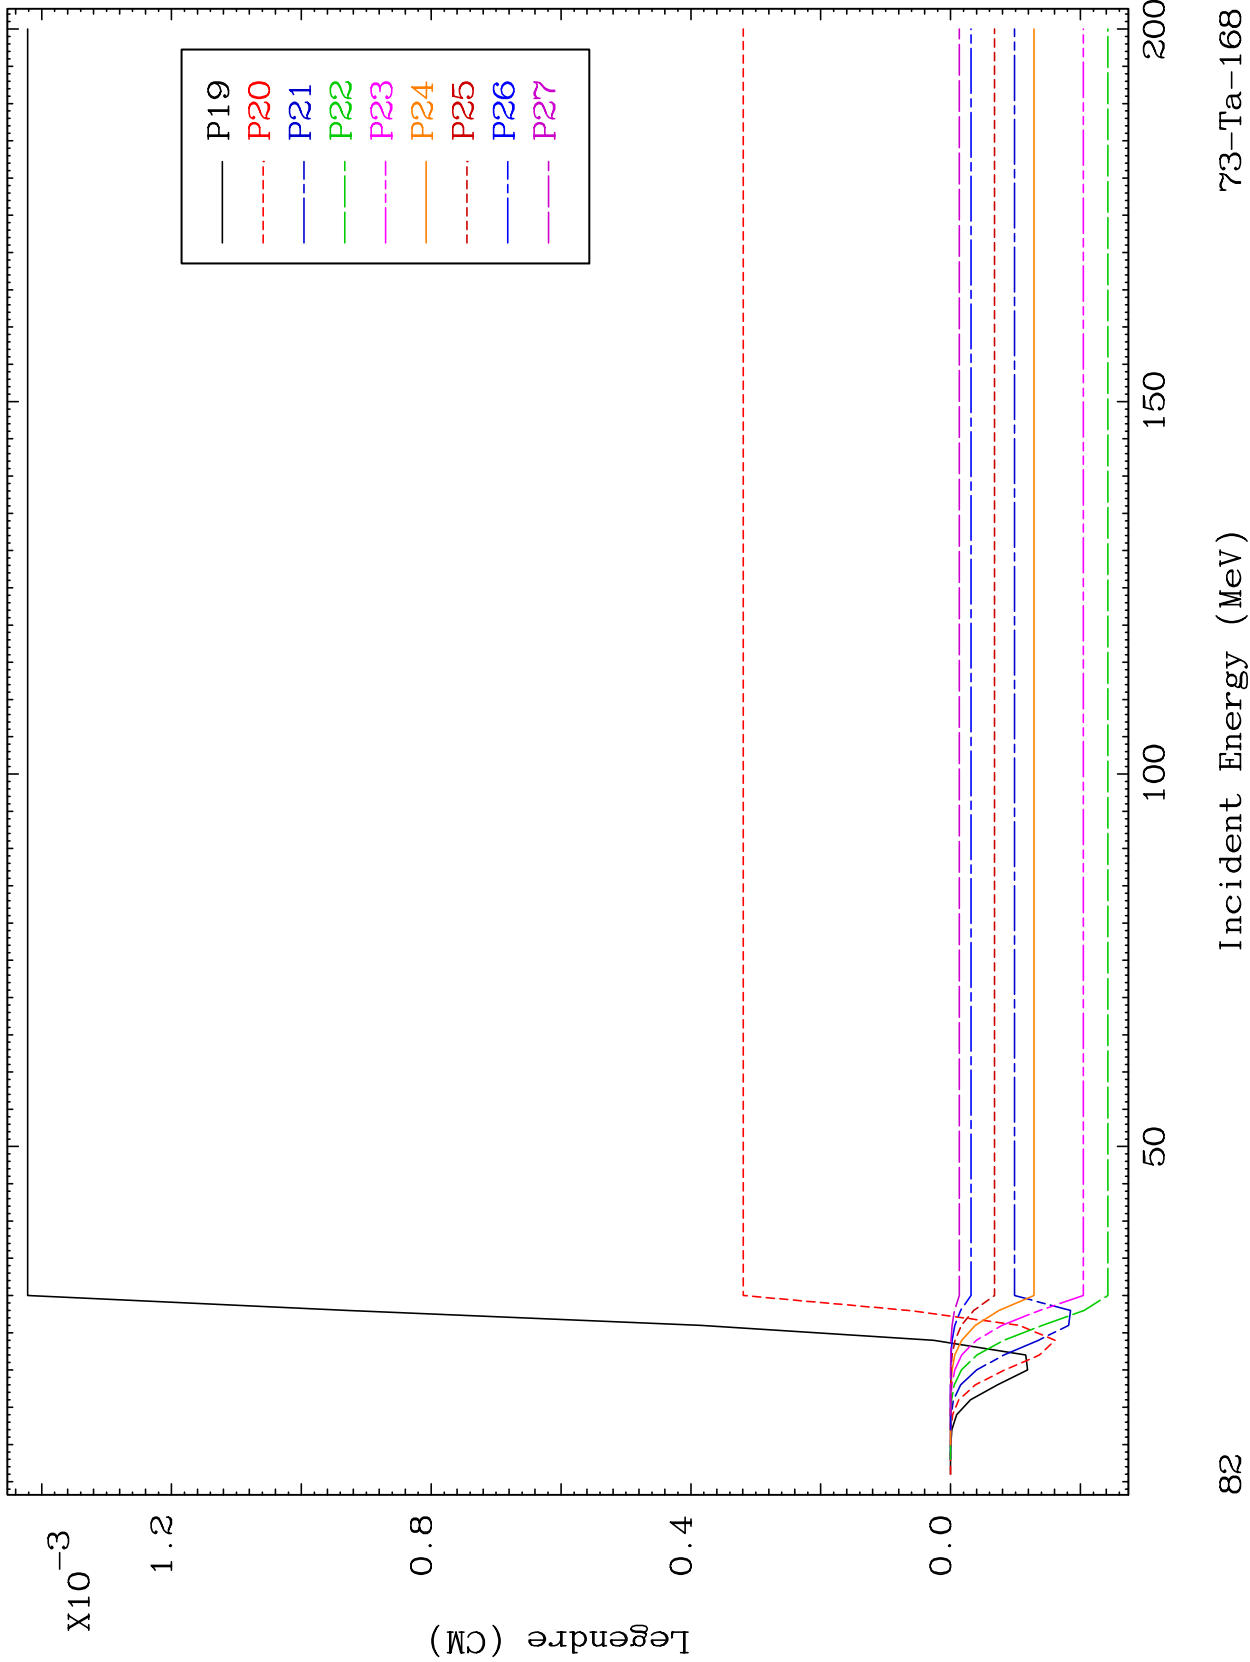 X10-3
1.2
0.8
0.4
0.0
Legendre (CM)
P19
P20
P21
P22
P23
P24
P25
P26
P27
50
100
150
200
Incident Energy (MeV)
82
73-Ta-168